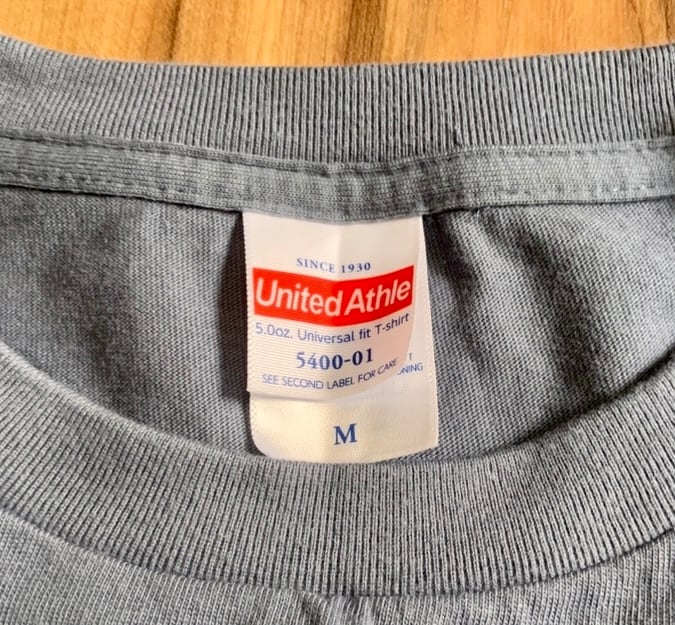 SINCE 1930
United Athle
5.0oz. Universal fit T-shirt
5400-01
SEE SECOND LABEL FOR CARE
M